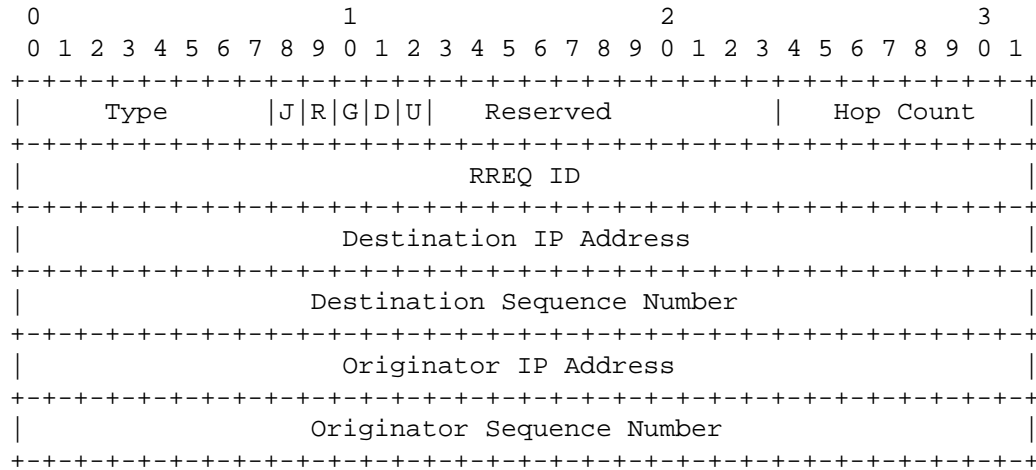 0                   1                   2                   3
 0 1 2 3 4 5 6 7 8 9 0 1 2 3 4 5 6 7 8 9 0 1 2 3 4 5 6 7 8 9 0 1
+-+-+-+-+-+-+-+-+-+-+-+-+-+-+-+-+-+-+-+-+-+-+-+-+-+-+-+-+-+-+-+-+
|     Type      |J|R|G|D|U|   Reserved          |   Hop Count   |
+-+-+-+-+-+-+-+-+-+-+-+-+-+-+-+-+-+-+-+-+-+-+-+-+-+-+-+-+-+-+-+-+
|                            RREQ ID                            |
+-+-+-+-+-+-+-+-+-+-+-+-+-+-+-+-+-+-+-+-+-+-+-+-+-+-+-+-+-+-+-+-+
|                    Destination IP Address                     |
+-+-+-+-+-+-+-+-+-+-+-+-+-+-+-+-+-+-+-+-+-+-+-+-+-+-+-+-+-+-+-+-+
|                  Destination Sequence Number                  |
+-+-+-+-+-+-+-+-+-+-+-+-+-+-+-+-+-+-+-+-+-+-+-+-+-+-+-+-+-+-+-+-+
|                    Originator IP Address                      |
+-+-+-+-+-+-+-+-+-+-+-+-+-+-+-+-+-+-+-+-+-+-+-+-+-+-+-+-+-+-+-+-+
|                  Originator Sequence Number                   |
+-+-+-+-+-+-+-+-+-+-+-+-+-+-+-+-+-+-+-+-+-+-+-+-+-+-+-+-+-+-+-+-+